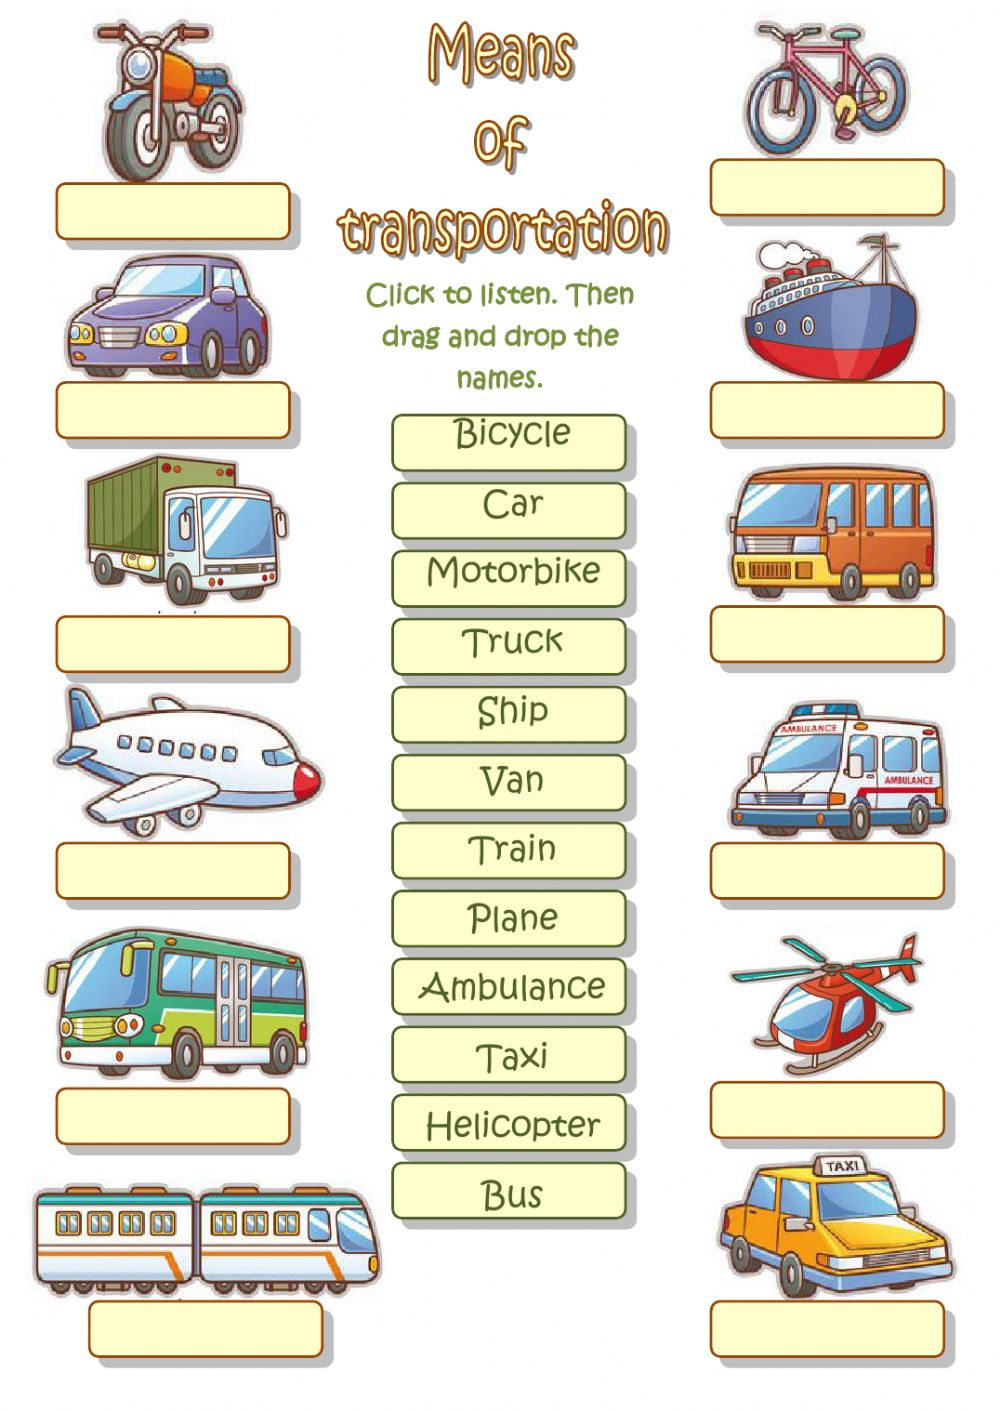 Means
of
transportation
Click to listen. Then
drag and drop the
names.
Bicycle
Car
Motorbike
Truck
Ship
Van
Train
Plane
Ambulance
Taxi
Helicopter
Bus
AMBULANCE
AMBULANCE
TAXI